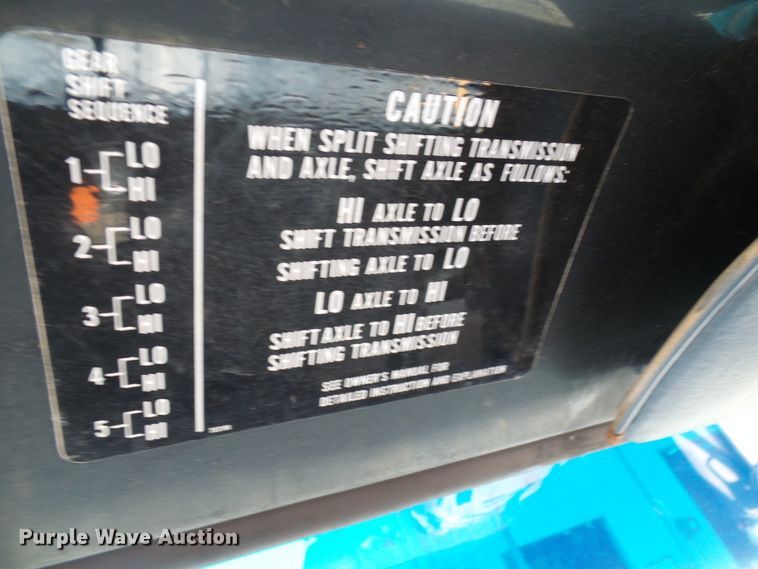 GEAR
SHIFT
SEQUENCE
1 LO
HI
2 LO
HI
3 LO
HI
4 LO
HI
5 LO
HI
CAUTION
WHEN SPLIT SHIFTING TRANSMISSION
AND AXLE, SHIFT AXLE AS FOLLOWS:
HI AXLE TO LO
SHIFT TRANSMISSION BEFORE
SHIFTING AXLE TO LO
LO AXLE TO HI
SHIFT AXLE TO HI BEFORE
SHIFTING TRANSMISSION
SEE OWNER'S MANUAL FOR
DETAILED INSTRUCTION AND EXPLANATION
Purple Wave Auction